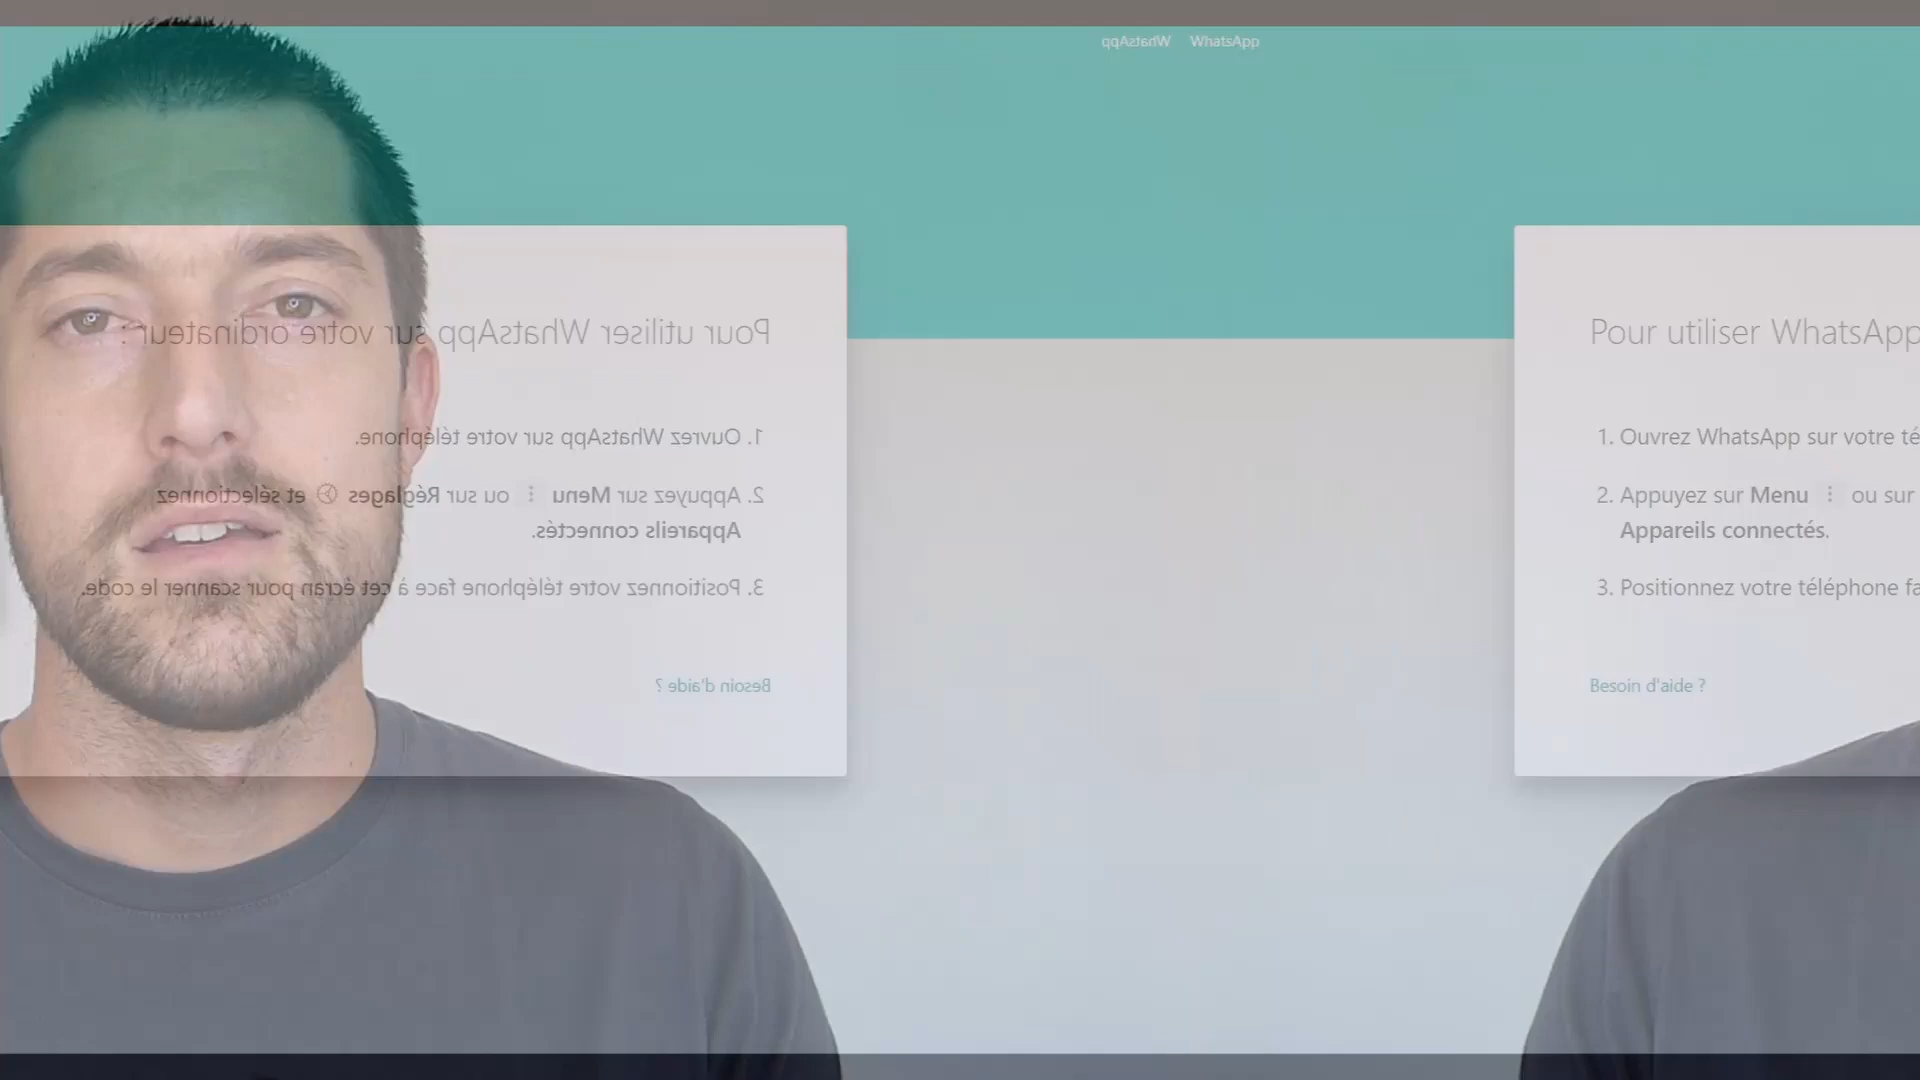 WhatsApp WhatsApp
Pour utiliser WhatsApp sur votre ordinateur :
1. Ouvrez WhatsApp sur votre téléphone.
2. Appuyez sur Menu ou sur Réglages et sélectionnez
Appareils connectés.
3. Positionnez votre téléphone face à cet écran pour scanner le code.
Besoin d'aide ?
Pour utiliser WhatsApp
1. Ouvrez WhatsApp sur votre té
2. Appuyez sur Menu ou sur
Appareils connectés.
3. Positionnez votre téléphone fa
Besoin d'aide ?